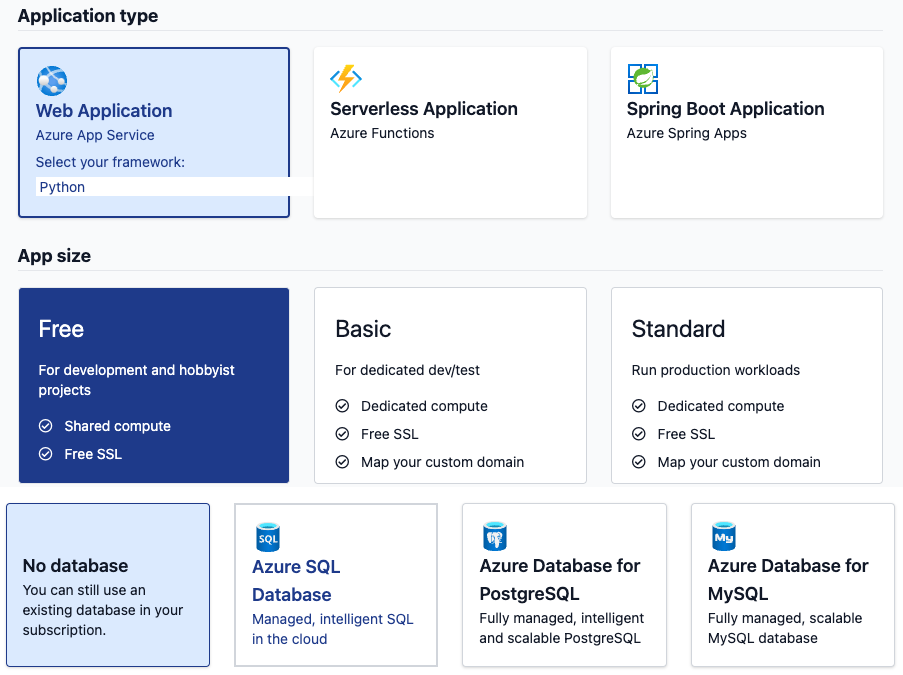 Application type
Web Application
Azure App Service
Select your framework:
Python
Serverless Application
Azure Functions
Spring Boot Application
Azure Spring Apps
App size
Free
For development and hobbyist
projects
Shared compute
Free SSL
Basic
For dedicated dev/test
Dedicated compute
Free SSL
Map your custom domain
Standard
Run production workloads
Dedicated compute
Free SSL
Map your custom domain
No database
You can still use an
existing database in your
subscription.
SQL
Azure SQL
Database
Managed, intelligent SQL
in the cloud
Azure Database for
PostgreSQL
Fully managed, intelligent
and scalable PostgreSQL
My
Azure Database for
MySQL
Fully managed, scalable
MySQL database